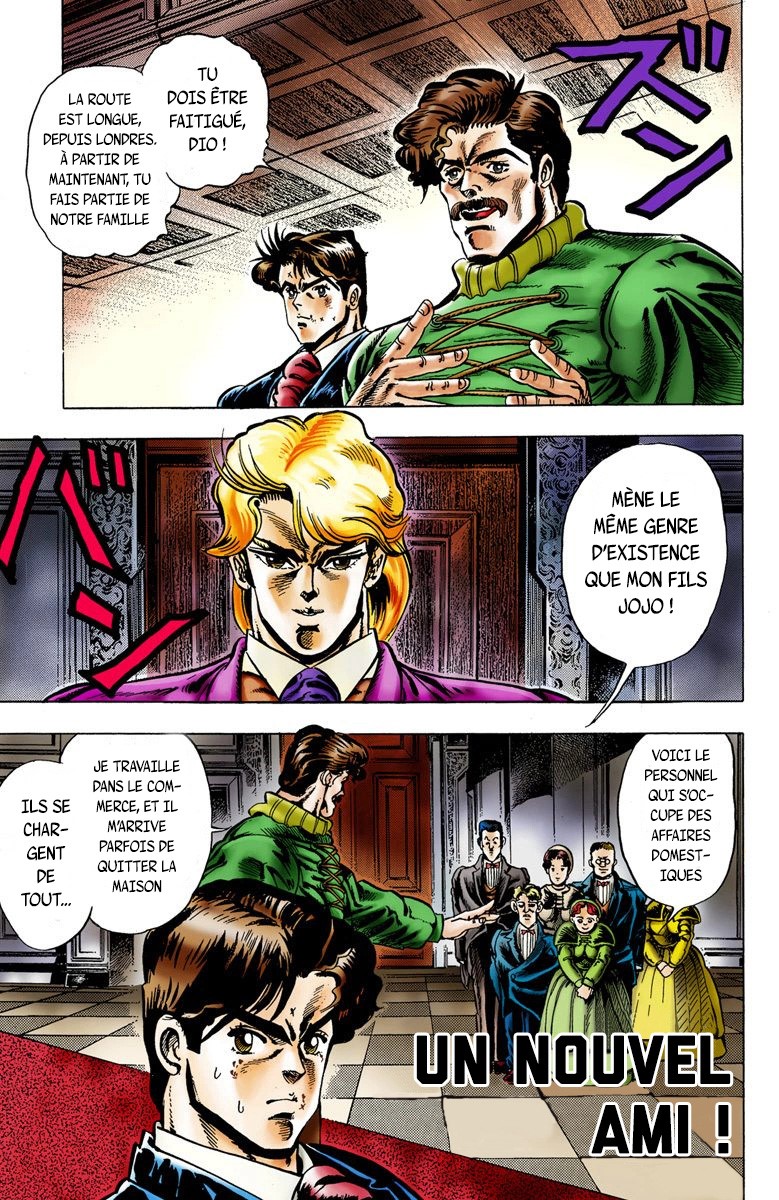 TU
DOIS ÊTRE
FAITIGUÉ,
DIO !
LA ROUTE
EST LONGUE,
DEPUIS LONDRES.
À PARTIR DE
MAINTENANT, TU
FAIS PARTIE DE
NOTRE FAMILLE
ズン
MÈNE LE
MÊME GENRE
D'EXISTENCE
QUE MON FILS
JOJO !
バン
VOICI LE
PERSONNEL
QUI S'OC-
CUPE DES
AFFAIRES
DOMEST-
IQUES
JE TRAVAILLE
DANS LE COM-
MERCE, ET IL
M'ARRIVE
PARFOIS DE
QUITTER LA
MAISON
ILS SE
CHAR-
GENT
DE
TOUT...
UN NOUVEL
AMI !